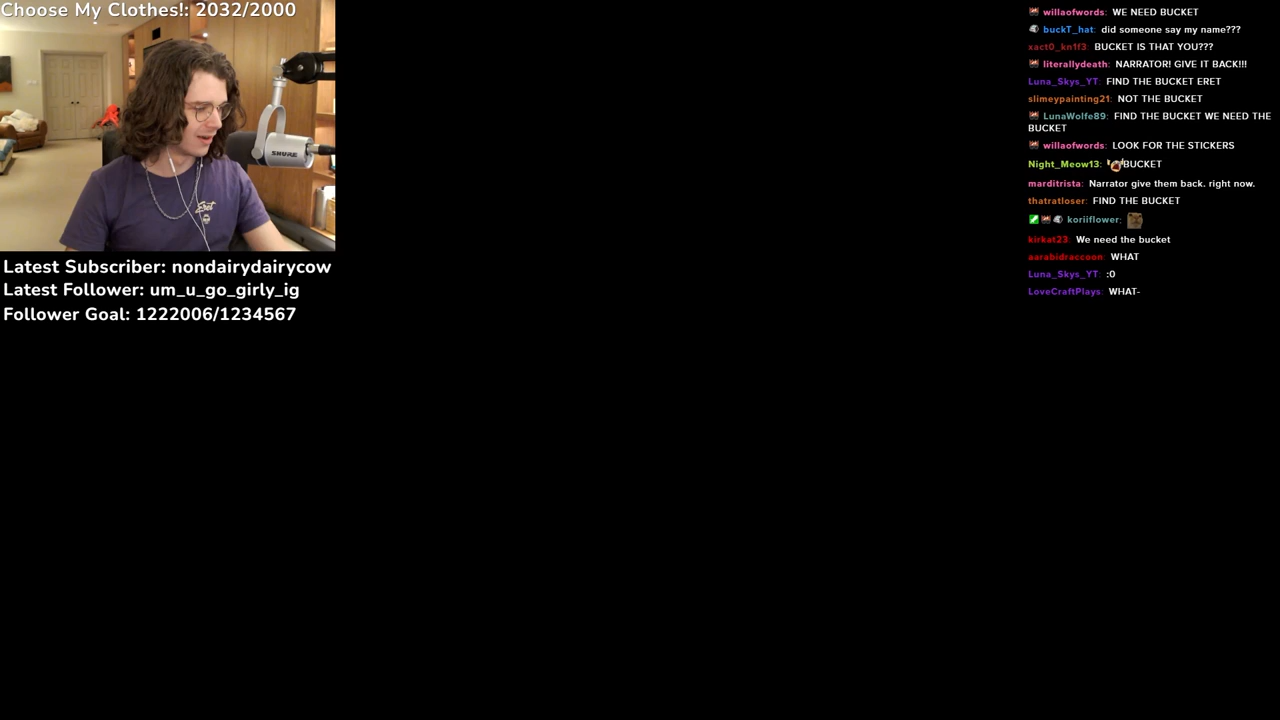 Choose My Clothes!: 2032/2000
SHURE
Eret
Latest Subscriber: nondairydairycow
Latest Follower: um_u_go_girly_ig
Follower Goal: 1222006/1234567
willaofwords: WE NEED BUCKET
buckT_hat: did someone say my name???
xact0_kn1f3: BUCKET IS THAT YOU???
literallydeath: NARRATOR! GIVE IT BACK!!!
Luna_Skys_YT: FIND THE BUCKET ERET
slimeypainting21: NOT THE BUCKET
LunaWolfe89: FIND THE BUCKET WE NEED THE
BUCKET
willaofwords: LOOK FOR THE STICKERS
Night_Meow13: BUCKET
marditrista: Narrator give them back. right now.
thatratloser: FIND THE BUCKET
koriiflower:
kirkat23: We need the bucket
aarabidraccoon: WHAT
Luna_Skys_YT: :0
LoveCraftPlays: WHAT-